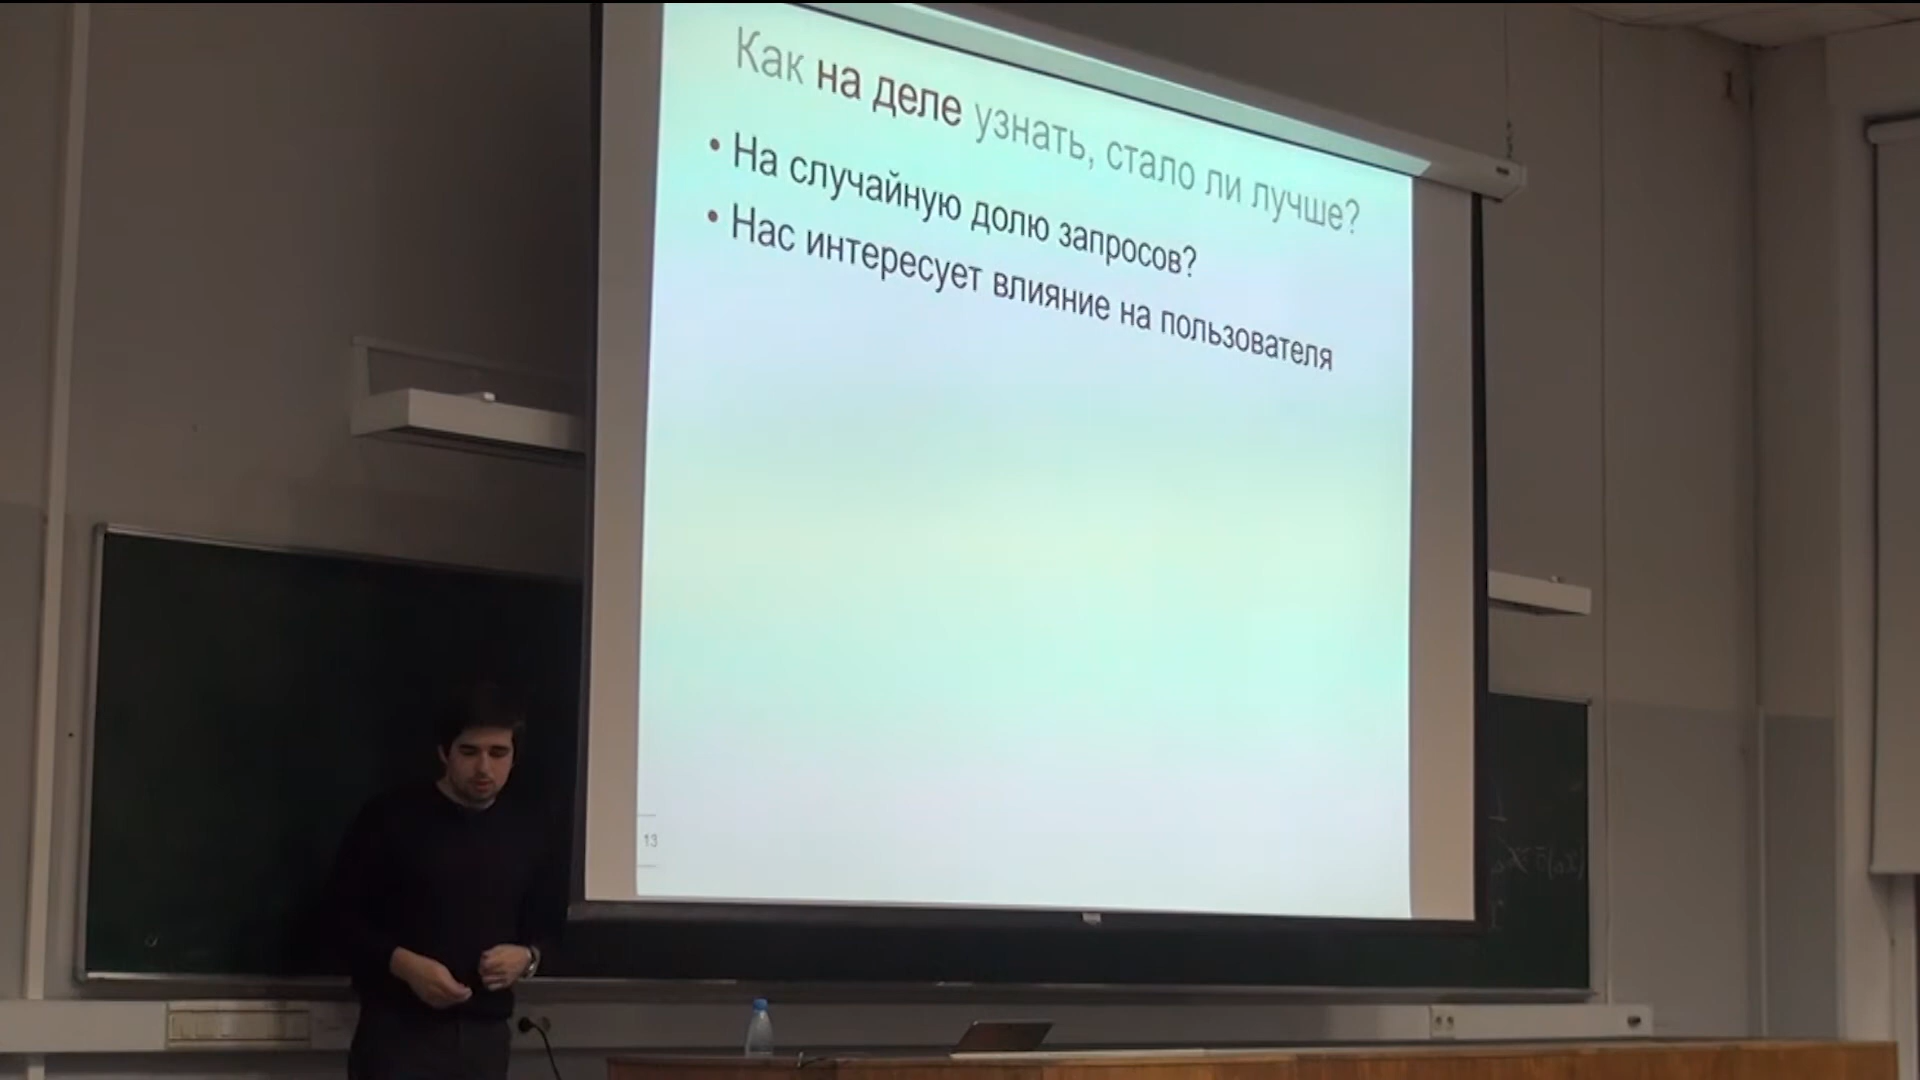 Как на деле узнать, стало ли лучше?
• На случайную долю запросов?
• Нас интересует влияние на пользователя
13